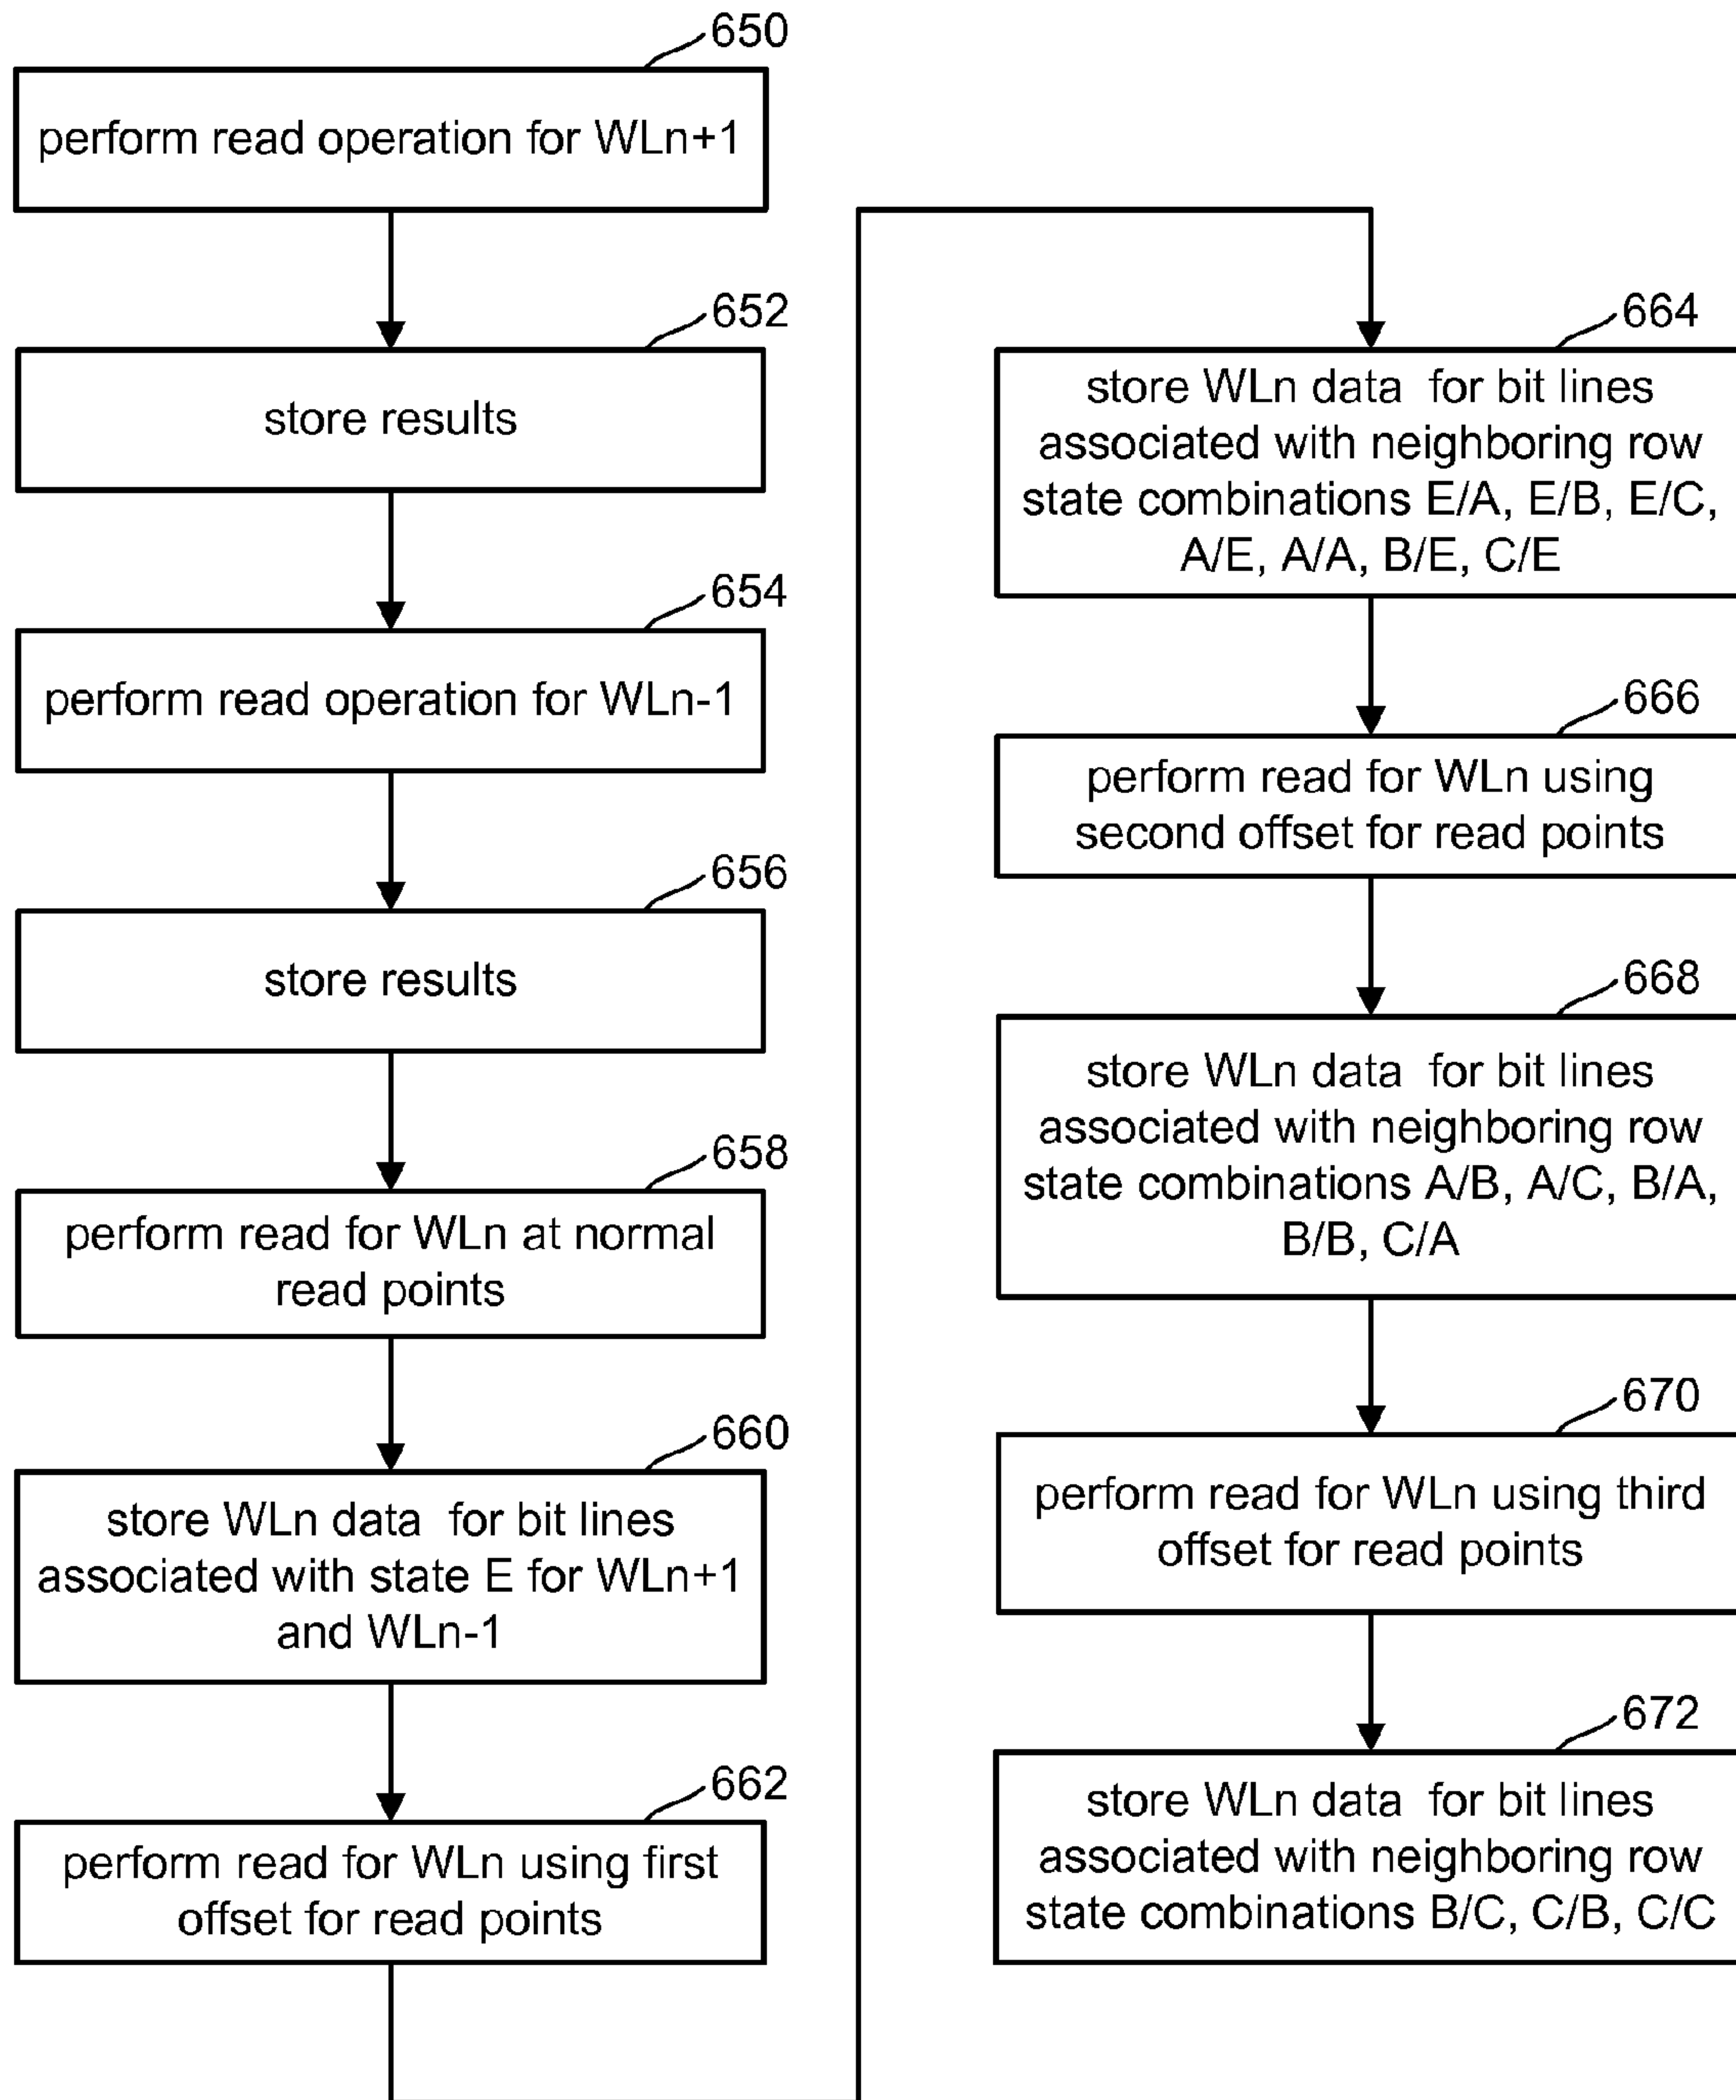 650
perform read operation for WLn+1
652
store results
654
perform read operation for WLn-1
656
store results
658
perform read for WLn at normal
read points
660
store WLn data for bit lines
associated with state E for WLn+1
and WLn-1
662
perform read for WLn using first
offset for read points
664
store WLn data for bit lines
associated with neighboring row
state combinations E/A, E/B, E/C,
A/E, A/A, B/E, C/E
666
perform read for WLn using
second offset for read points
668
store WLn data for bit lines
associated with neighboring row
state combinations A/B, A/C, B/A,
B/B, C/A
670
perform read for WLn using third
offset for read points
672
store WLn data for bit lines
associated with neighboring row
state combinations B/C, C/B, C/C